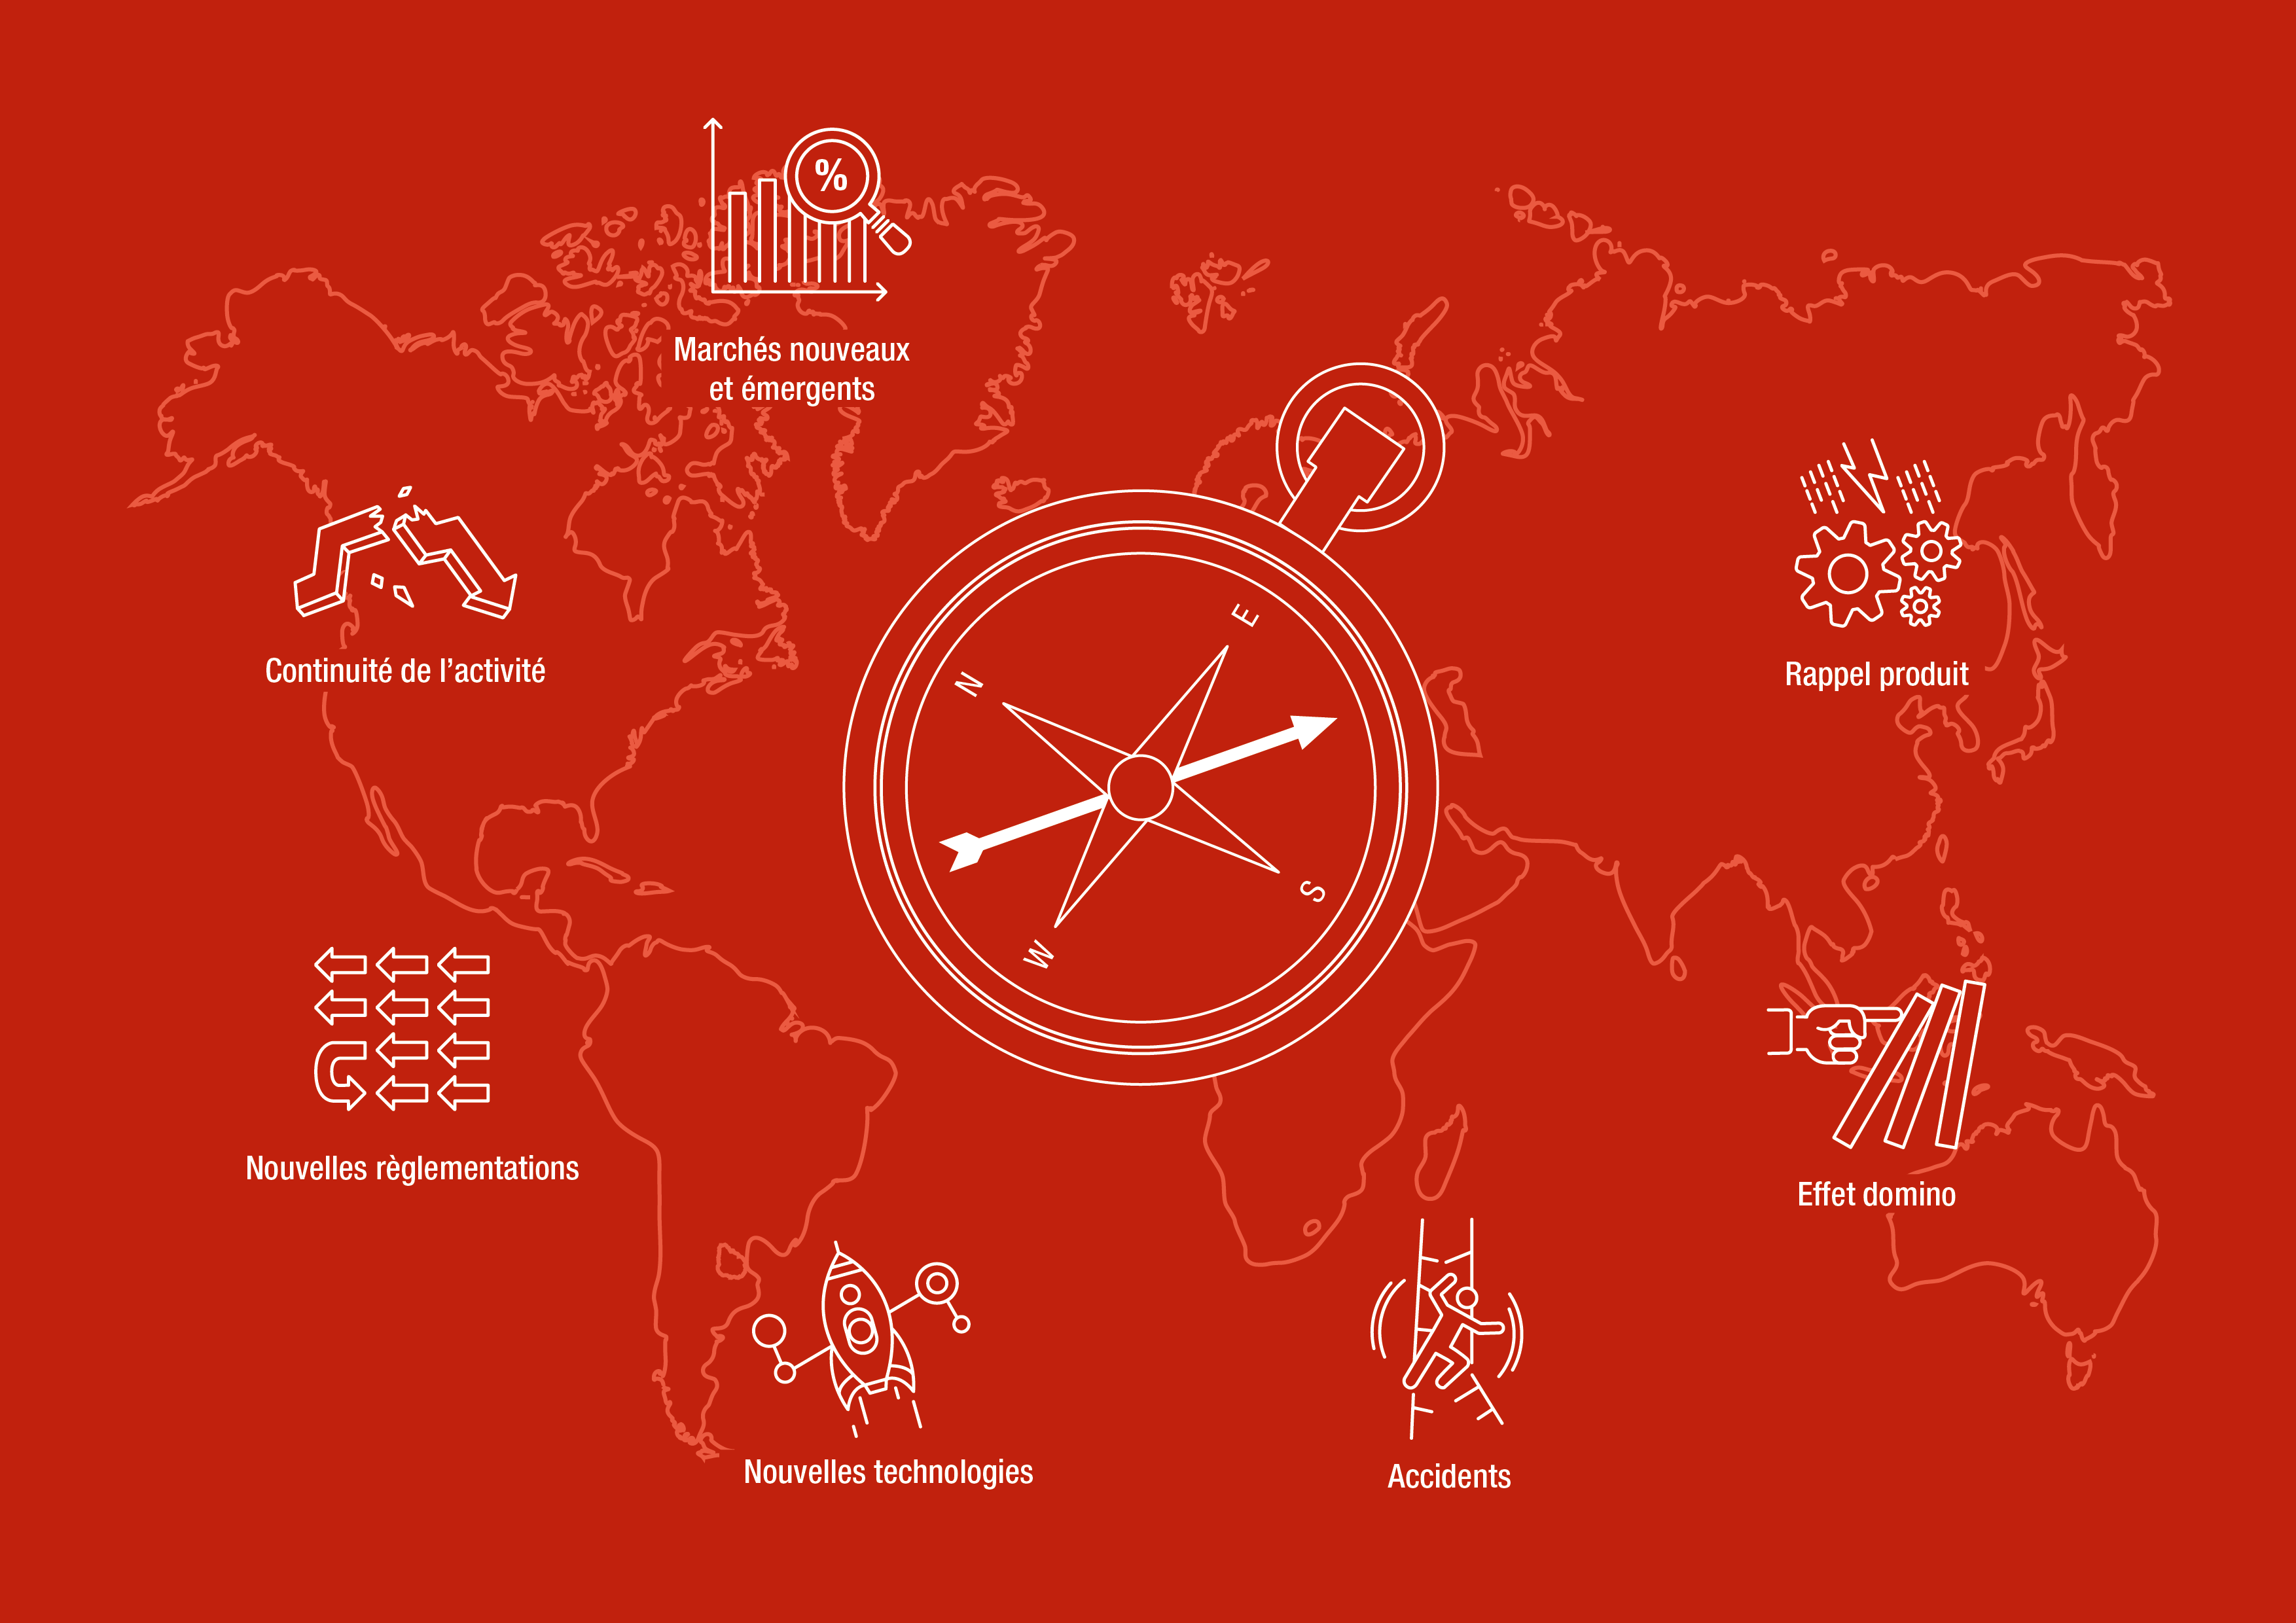 %
Marchés nouveaux
et émergents
Continuité de l’activité
Rappel produit
N
E
S
W
Nouvelles règlementations
Effet domino
Nouvelles technologies
Accidents